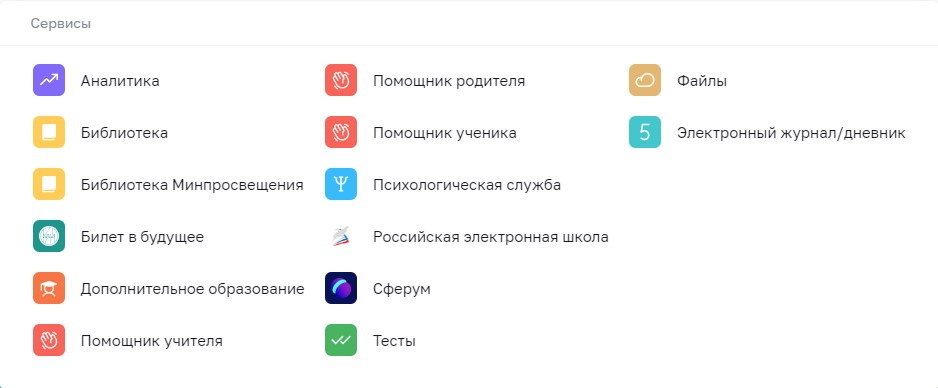 Сервисы
Аналитика
Библиотека
Библиотека Минпросвещения
Билет в будущее
Дополнительное образование
Помощник учителя
Помощник родителя
Помощник ученика
Психологическая служба
Российская электронная школа
Сферум
Тесты
Файлы
5 Электронный журнал/дневник